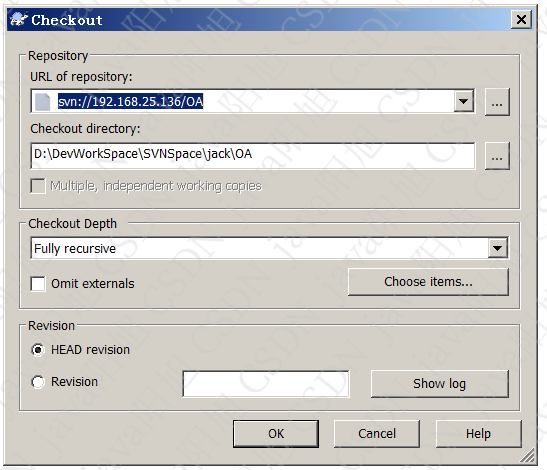 Checkout
Repository
URL of repository:
svn://192.168.25.136/OA
...
Checkout directory:
D:\DevWorkSpace\SVNSpace\jack\OA
...
Multiple, independent working copies
Checkout Depth
Fully recursive
Omit externals
Choose items...
Revision
HEAD revision
Revision
Show log
OK
Cancel
Help